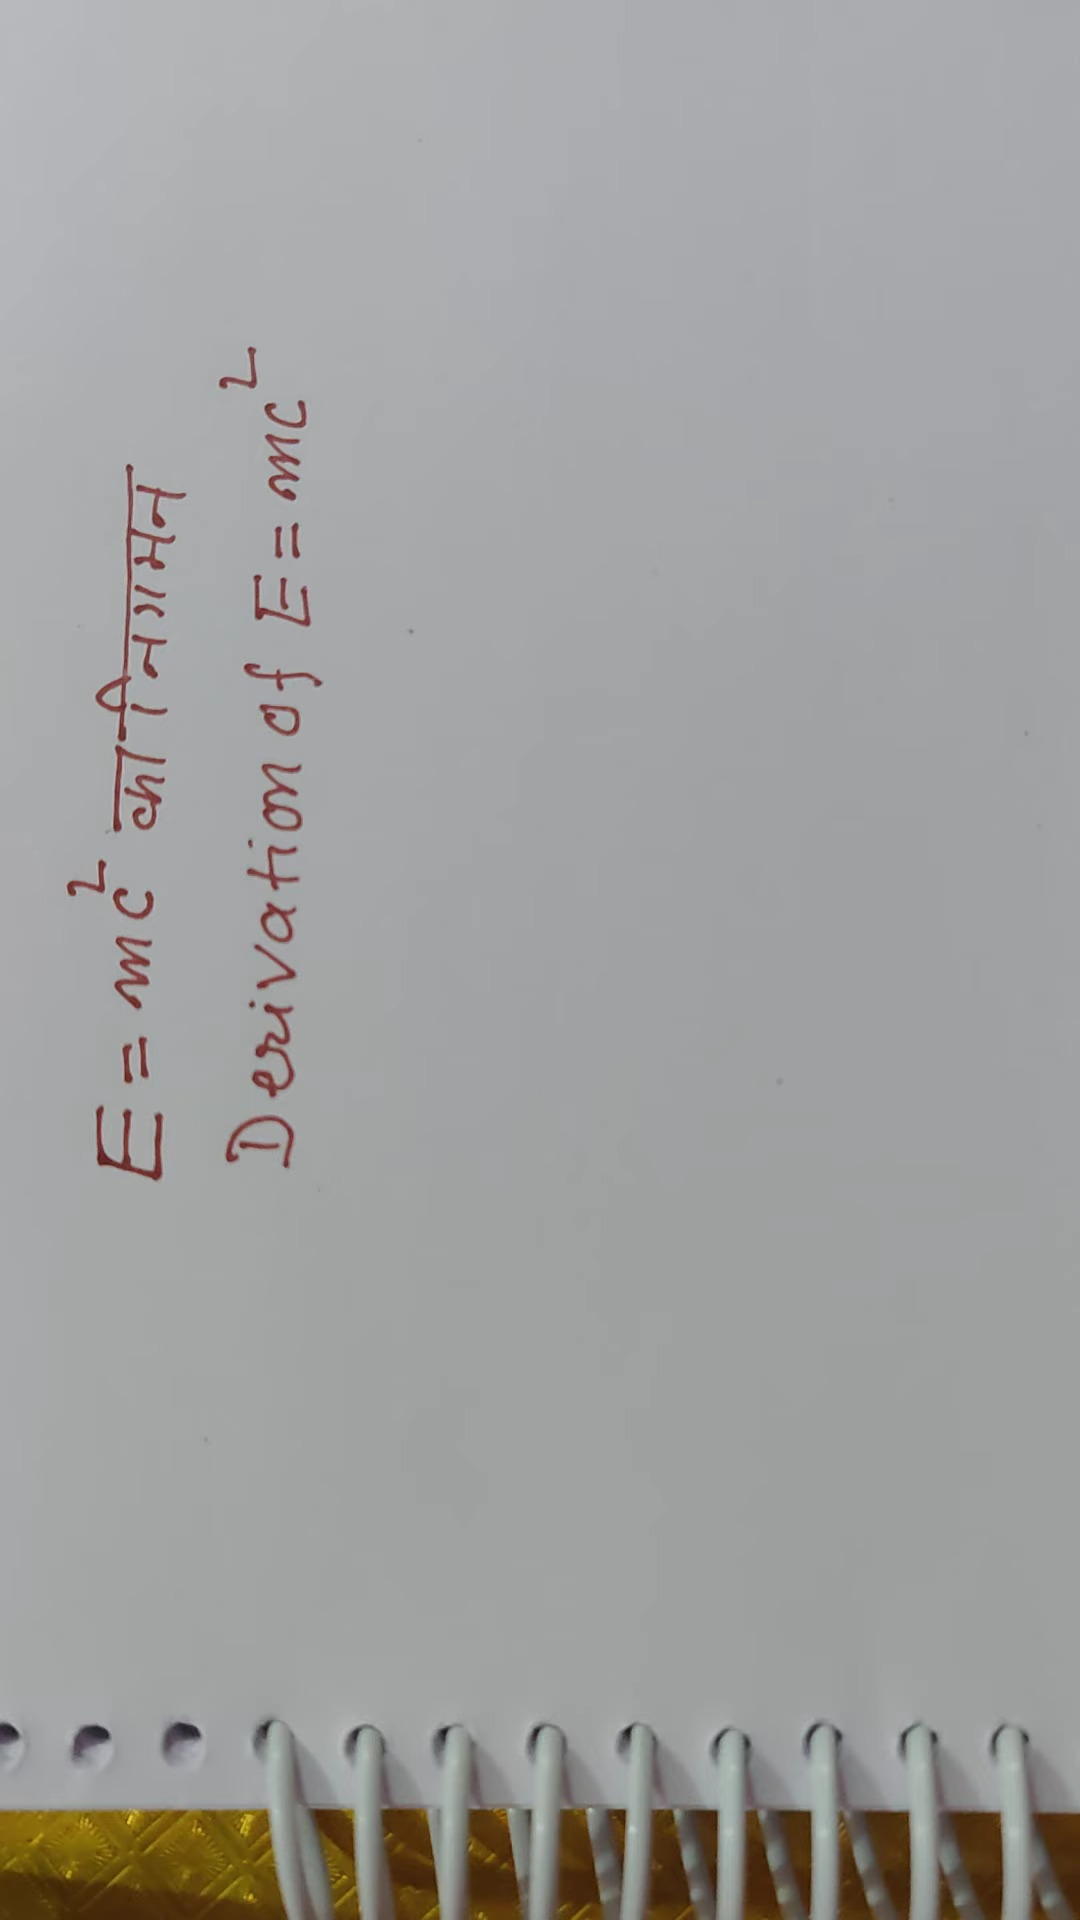 E = mc² का निगमन
Derivation of E = mc²